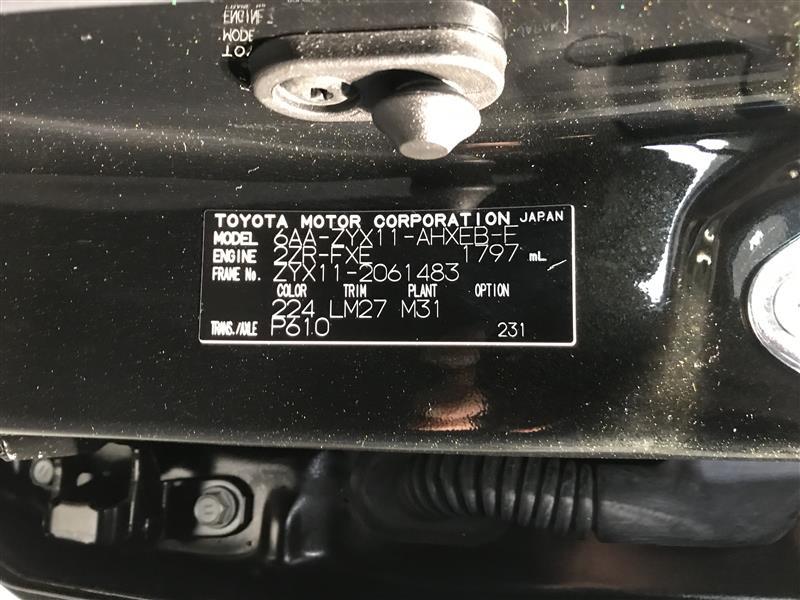 TOYOTA MOTOR CORPORATION JAPAN
MODEL 6AA-ZYX11-AHXEB-E
ENGINE 2ZR-FXE 1797 mL
FRAME No. ZYX11-2061483
COLOR TRIM PLANT OPTION
224 LM27 M31
TRANS./AXLE P610 231